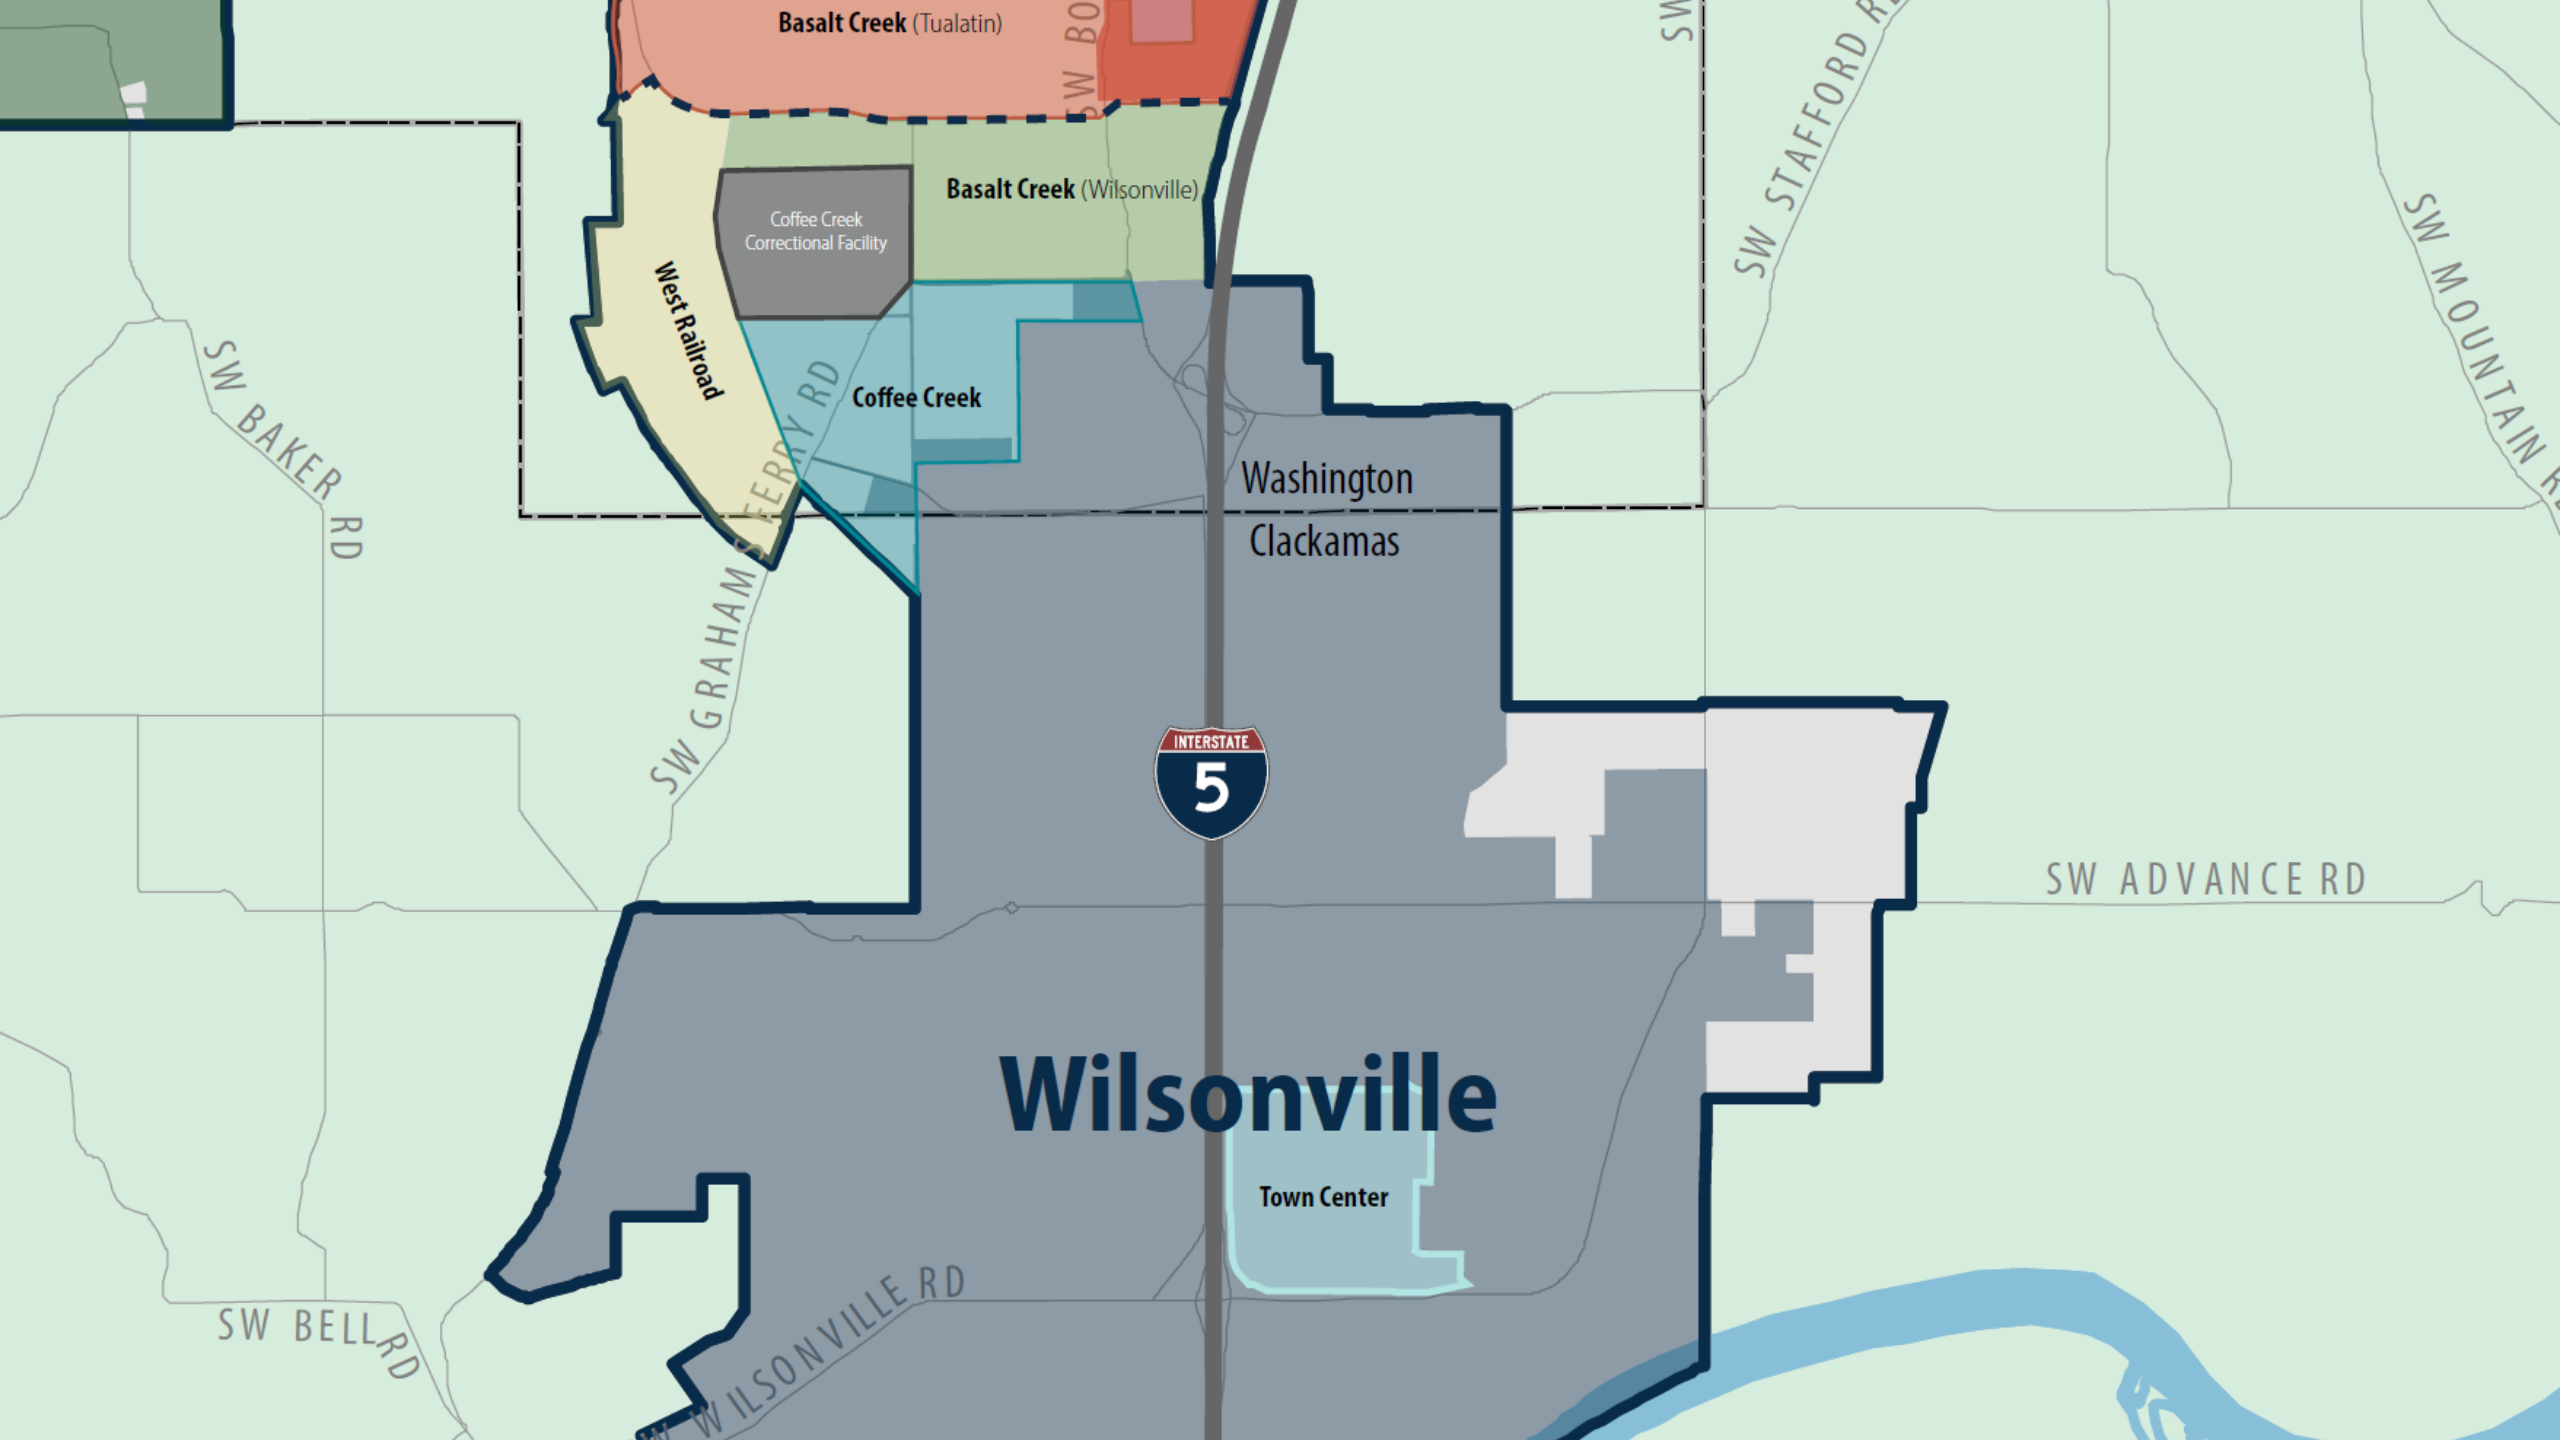 Basalt Creek (Tualatin)
SW BO
SW
SW STAFFORD R
SW MOUNTAIN R
Basalt Creek (Wilsonville)
Coffee Creek
Correctional Facility
West Railroad
Coffee Creek
SW BAKER RD
SW GRAHAMS FERRY RD
Washington
Clackamas
INTERSTATE
5
SW ADVANCE RD
Wilsonville
Town Center
SW BELL RD
W WILSONVILLE RD